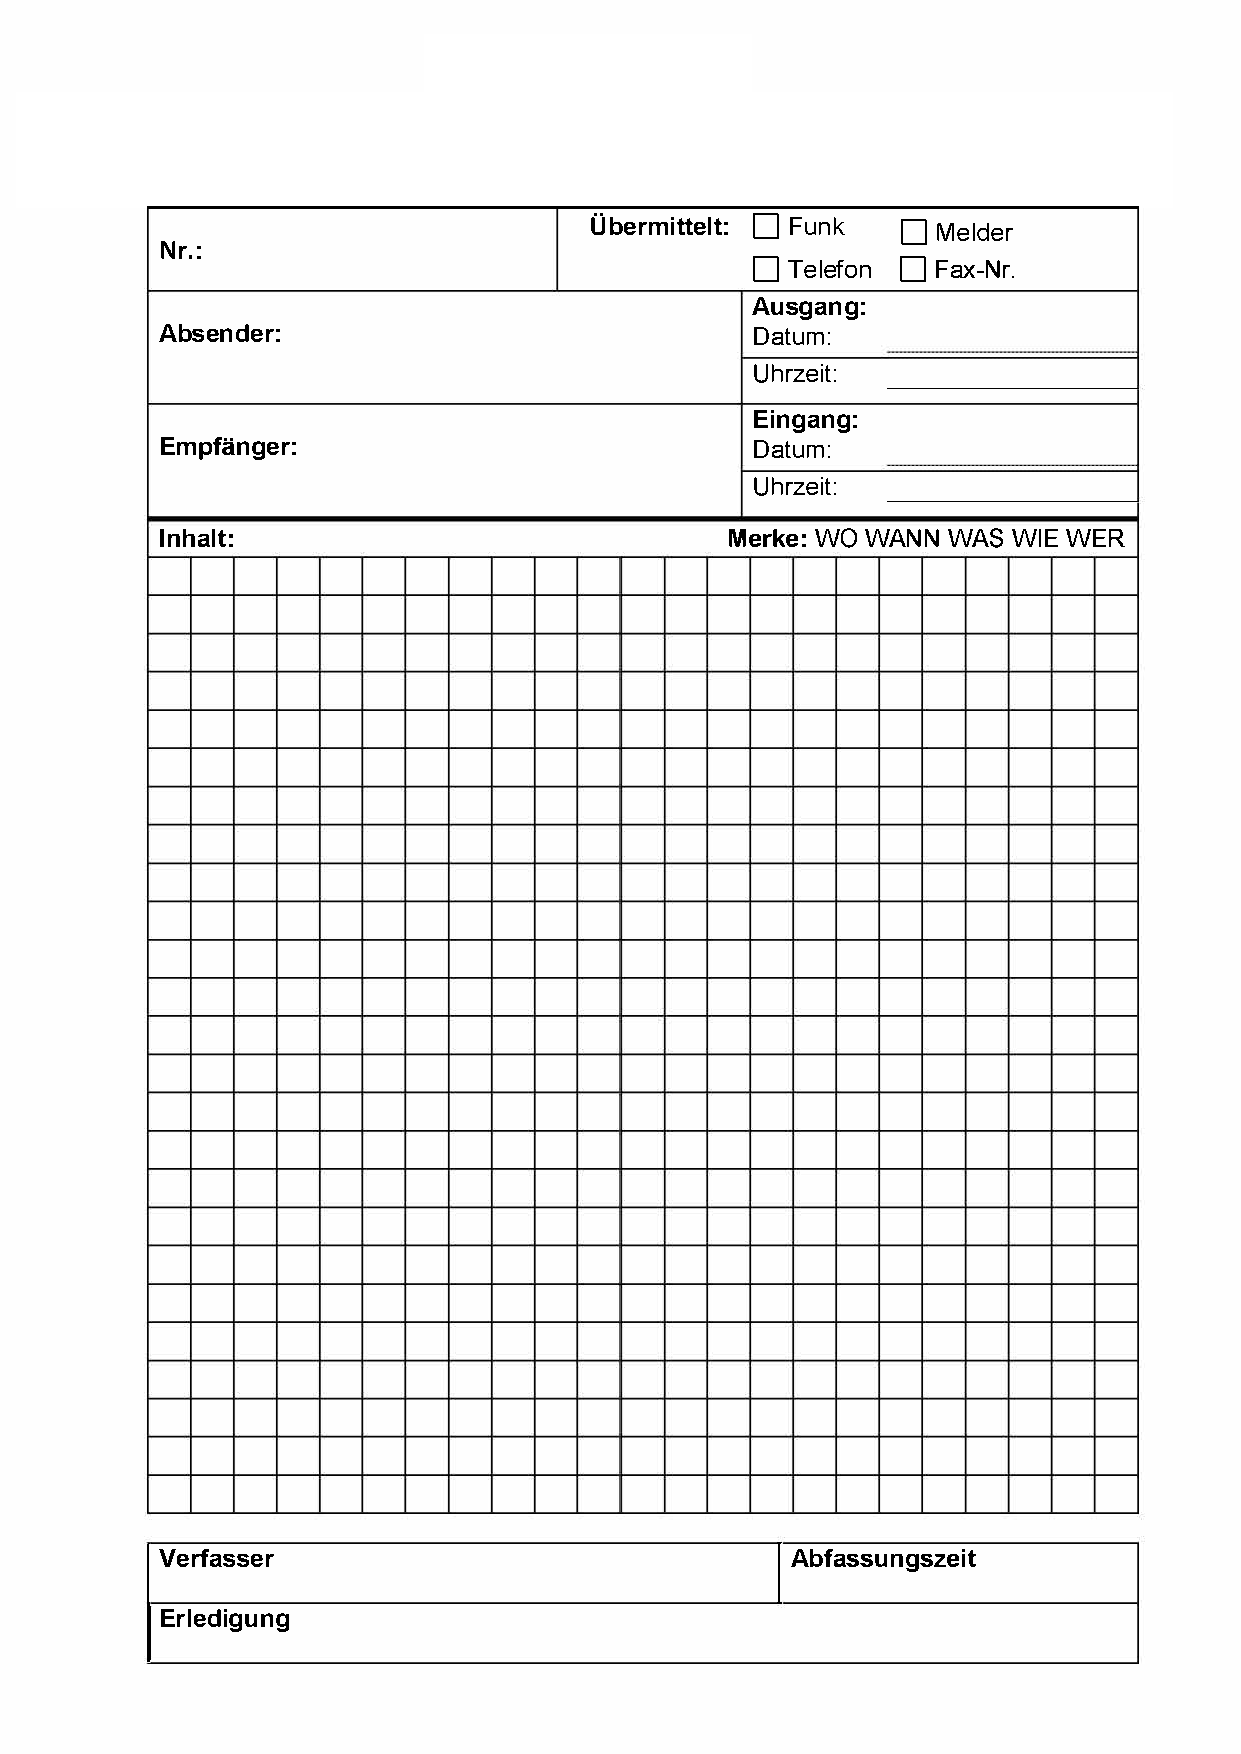 Nr.:
Übermittelt: Funk Melder
Telefon Fax-Nr.
Absender:
Ausgang:
Datum:
Uhrzeit:
Empfänger:
Eingang:
Datum:
Uhrzeit:
Inhalt: Merke: WO WANN WAS WIE WER
Verfasser Abfassungszeit
Erledigung